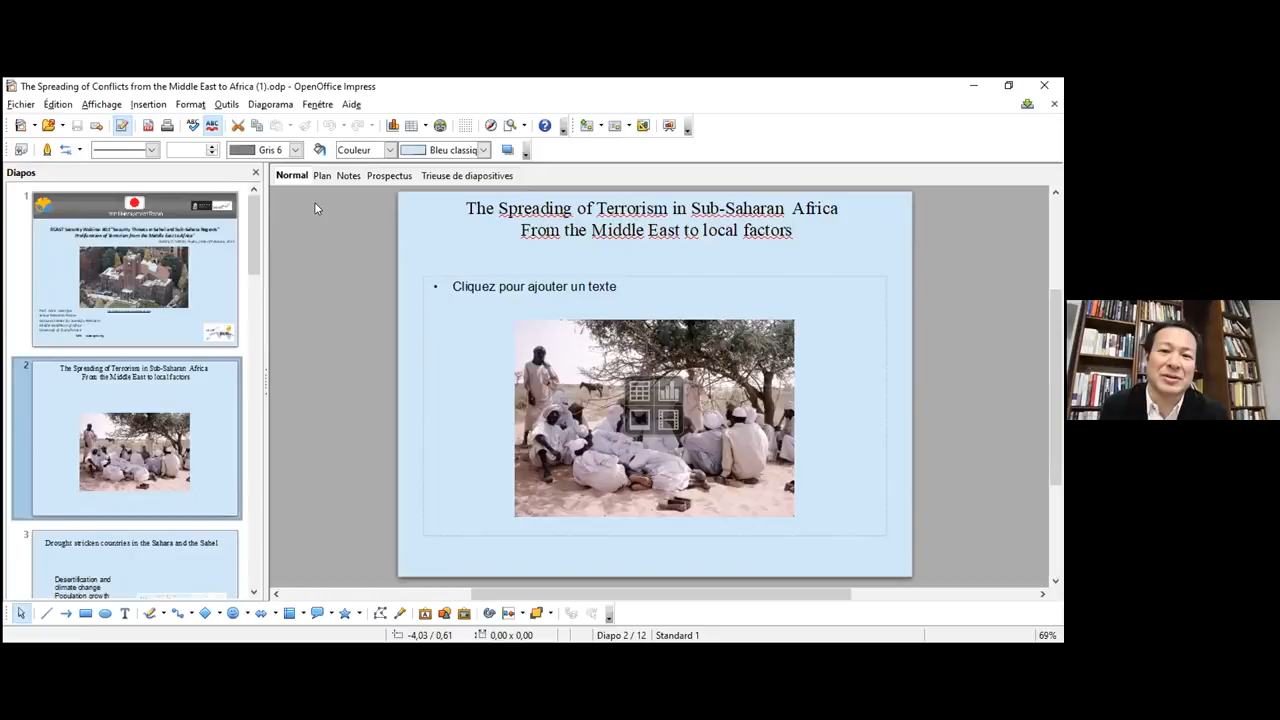 The Spreading of Conflicts from the Middle East to Africa (1).odp - OpenOffice Impress
Fichier Édition Affichage Insertion Format Outils Diaporama Fenêtre Aide
Gris 6 Couleur Bleu classiq
Diapos
Normal Plan Notes Prospectus Trieuse de diapositives
1
2
The Spreading of Terrorism in Sub-Saharan Africa
From the Middle East to local factors
3
Drought stricken countries in the Sahara and the Sahel
Desertification and
climate change
Population growth
The Spreading of Terrorism in Sub-Saharan Africa
From the Middle East to local factors
• Cliquez pour ajouter un texte
-4,03 / 0,61 0,00 x 0,00 Diapo 2 / 12 Standard 1 69%